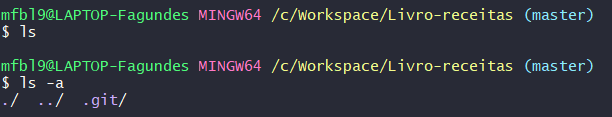 mfbl9@LAPTOP-Fagundes MINGW64 /c/Workspace/Livro-receitas (master)
$ ls
mfbl9@LAPTOP-Fagundes MINGW64 /c/Workspace/Livro-receitas (master)
$ ls -a
./  ../  .git/